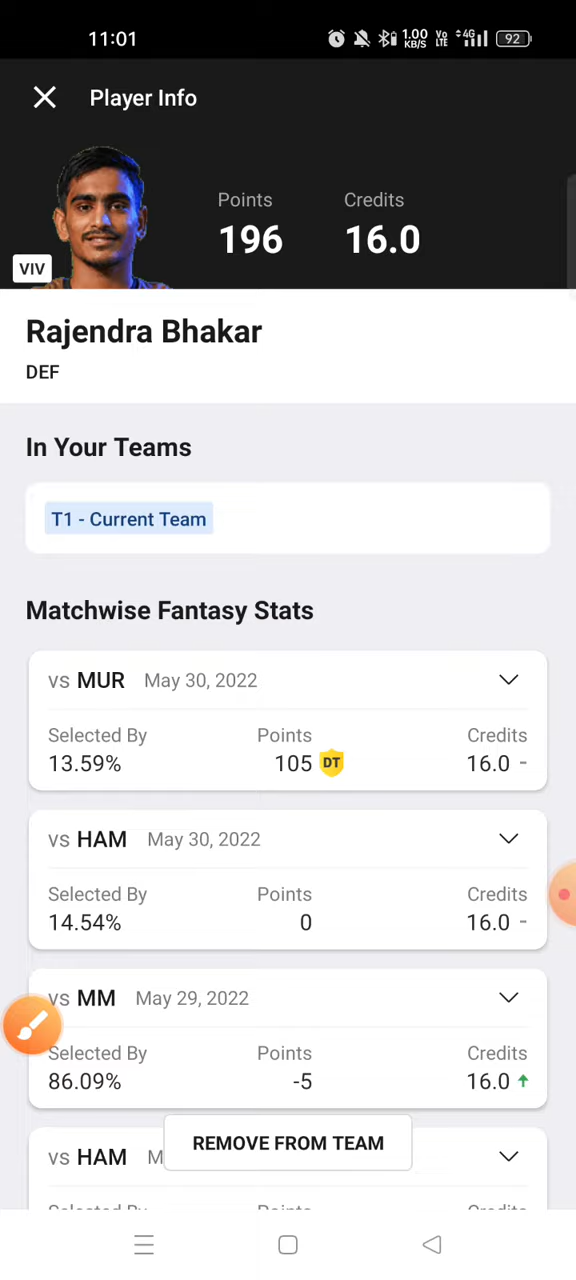 11:01 1.00 KB/S Vo LTE 4G 92
Player Info
Points Credits
196 16.0
VIV
Rajendra Bhakar
DEF
In Your Teams
T1 - Current Team
Matchwise Fantasy Stats
vs MUR May 30, 2022
Selected By Points Credits
13.59% 105 DT 16.0 -
vs HAM May 30, 2022
Selected By Points Credits
14.54% 0 16.0 -
vs MM May 29, 2022
Selected By Points Credits
86.09% -5 16.0
REMOVE FROM TEAM
vs HAM M
Selected By Points Credits